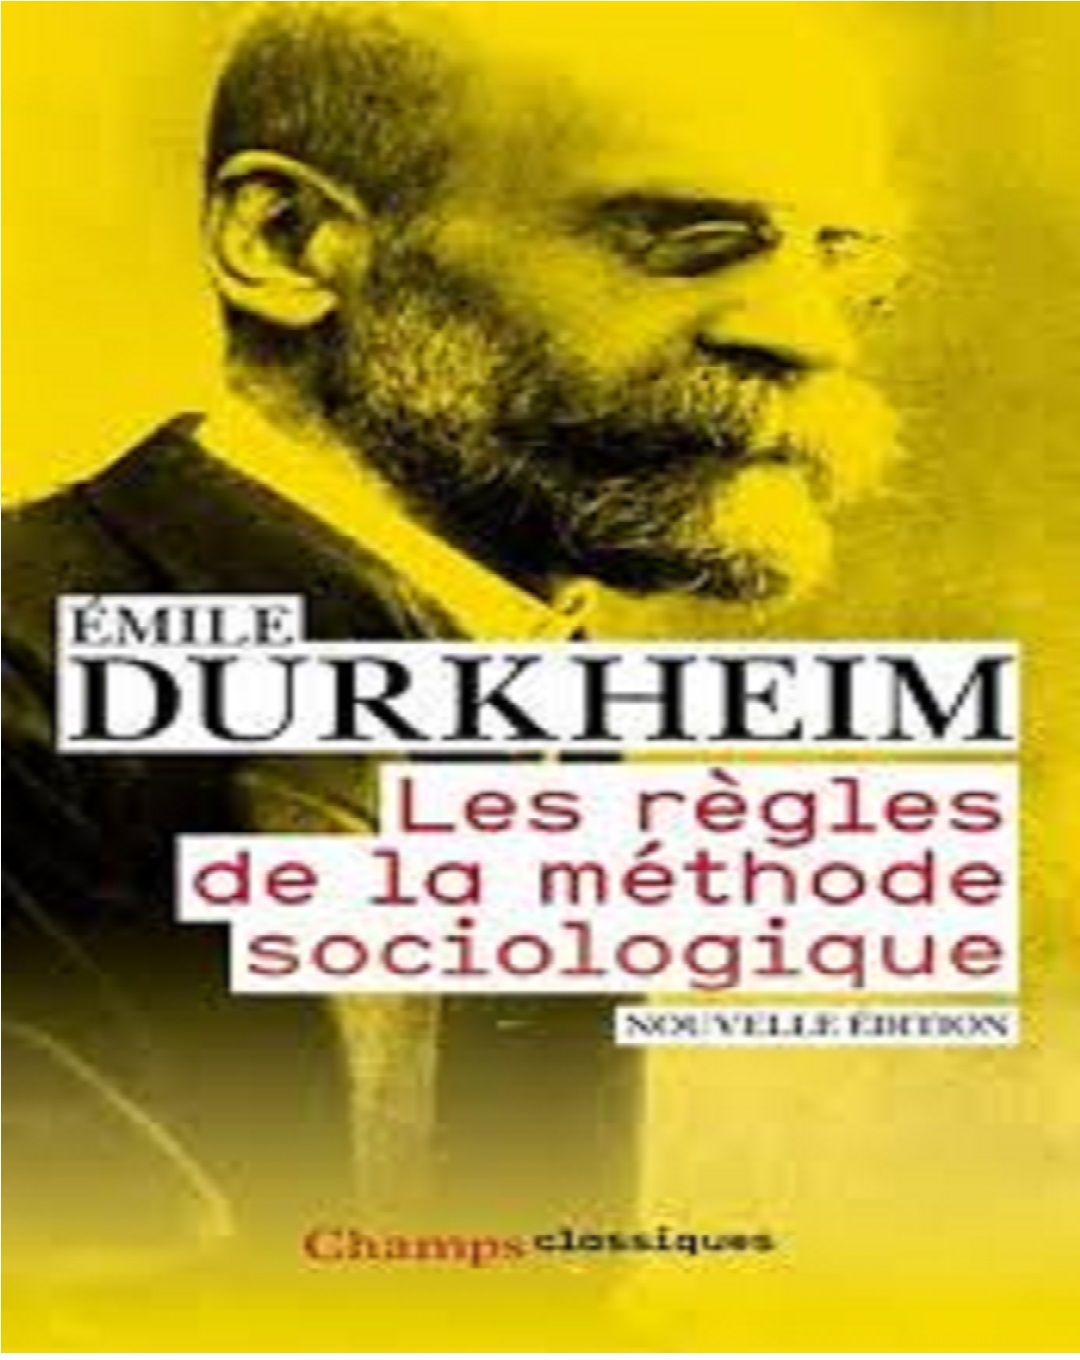 ÉMILE
DURKHEIM
Les règles
de la méthode
sociologique
NOUVELLE ÉDITION
Champs classiques